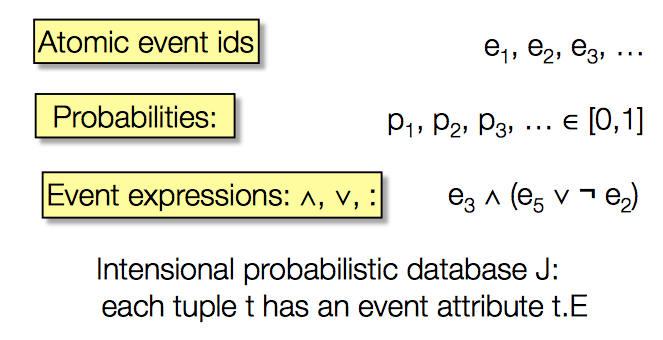 Atomic event ids e₁, e₂, e₃, …
Probabilities: p₁, p₂, p₃, … ∈ [0,1]
Event expressions: ∧, ∨, : e₃ ∧ (e₅ ∨ ¬ e₂)
Intensional probabilistic database J:
each tuple t has an event attribute t.E